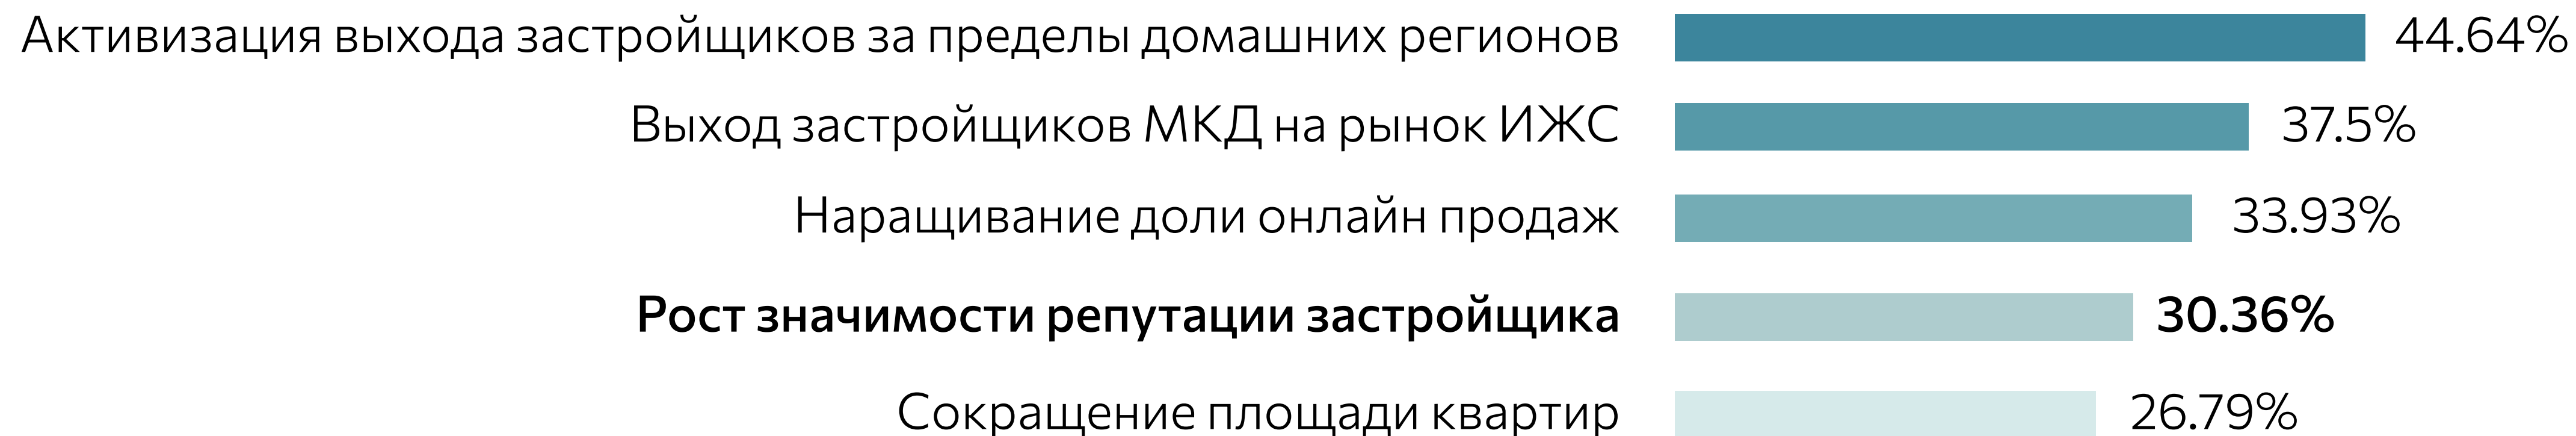 Активизация выхода застройщиков за пределы домашних регионов 44.64%
Выход застройщиков МКД на рынок ИЖС 37.5%
Наращивание доли онлайн продаж 33.93%
Рост значимости репутации застройщика 30.36%
Сокращение площади квартир 26.79%